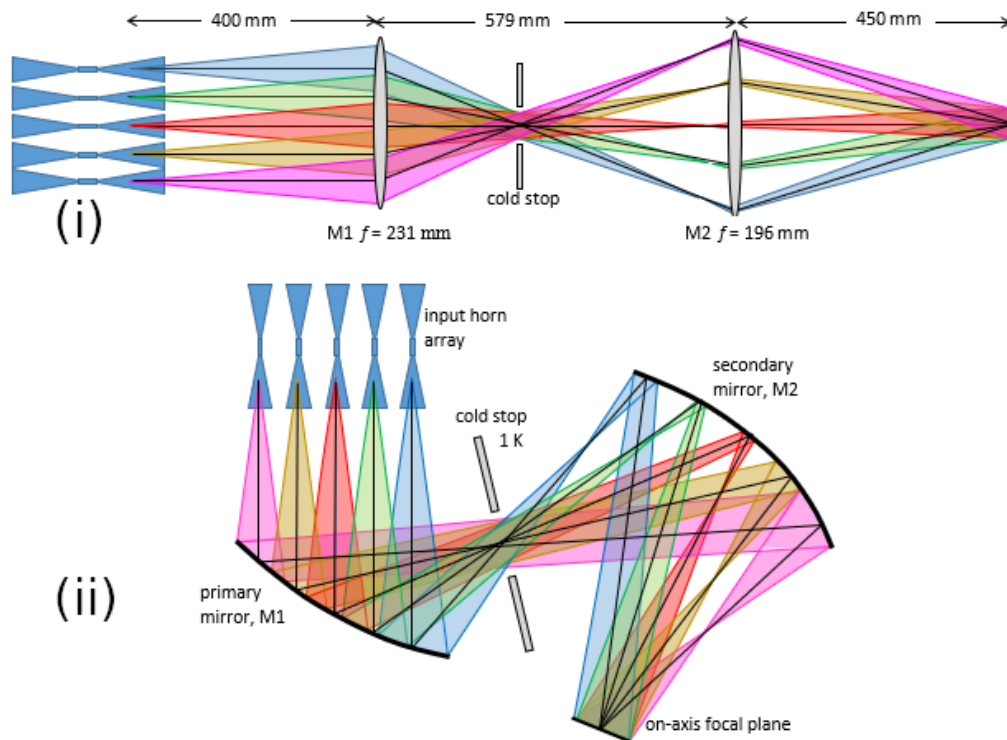 400 mm
579 mm
450 mm
cold stop
(i)
M1 f = 231 mm
M2 f = 196 mm
input horn
array
secondary
mirror, M2
cold stop
1 K
(ii)
primary
mirror, M1
on-axis focal plane